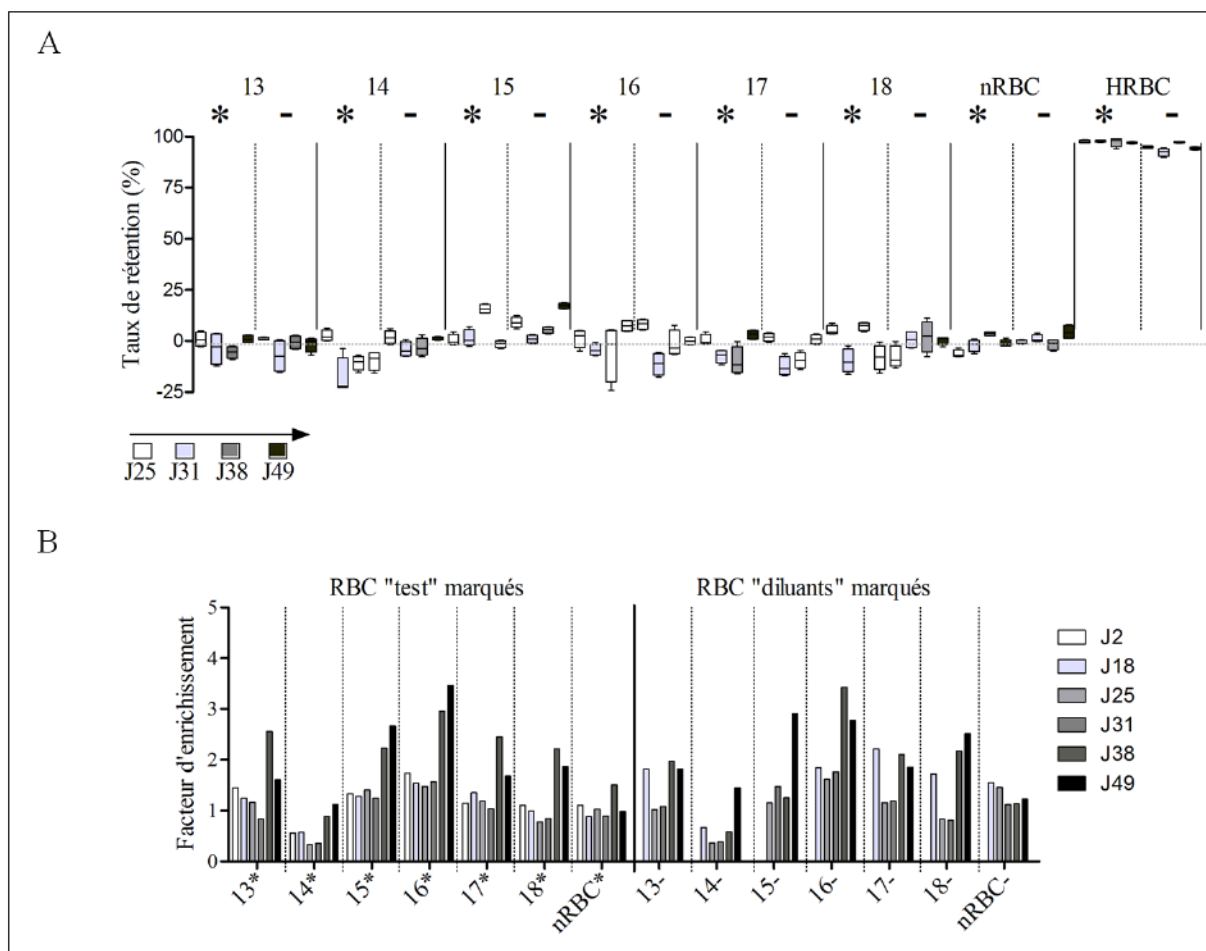 A
13 14 15 16 17 18 nRBC HRBC
* - * - * - * - * - * - * - * -
Taux de rétention (%)
100
75
50
25
0
-25
J25 J31 J38 J49
B
RBC "test" marqués RBC "diluants" marqués
Facteur d'enrichissement
5
4
3
2
1
0
13* 14* 15* 16* 17* 18* nRBC* 13- 14- 15- 16- 17- 18- nRBC-
J2
J18
J25
J31
J38
J49